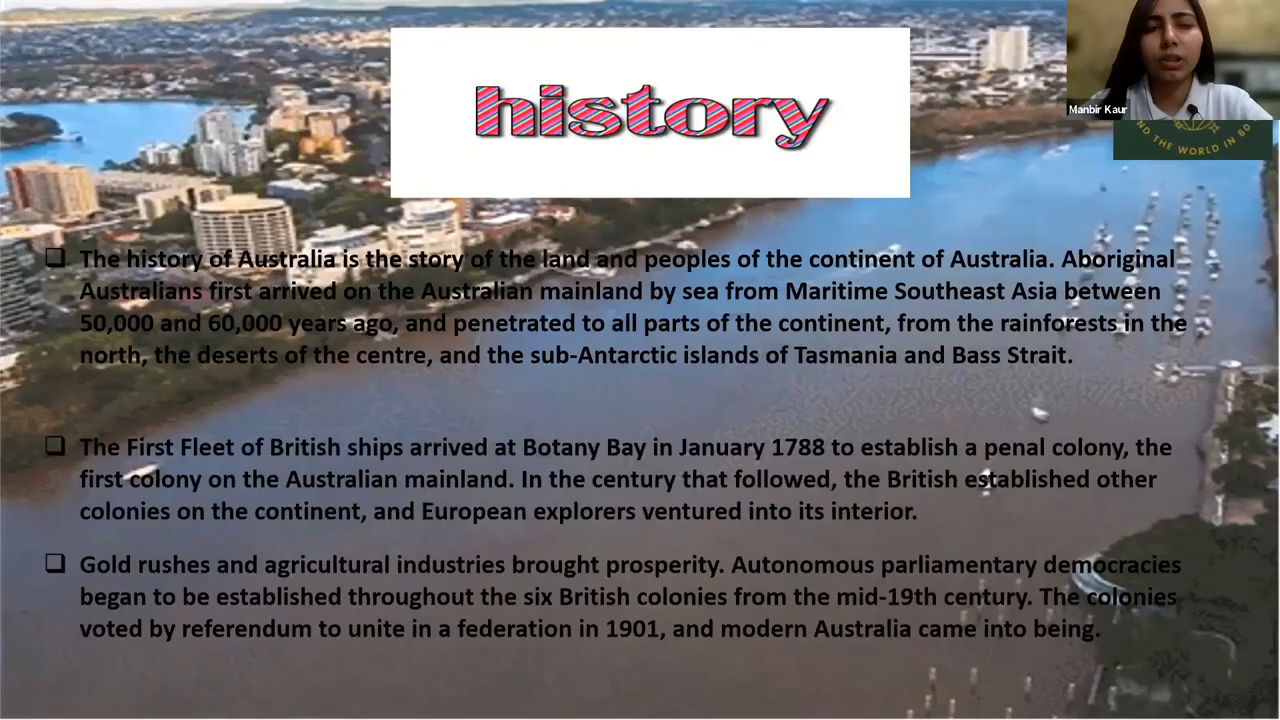 history
Manbir Kaur
ND THE WORLD IN 60
The history of Australia is the story of the land and peoples of the continent of Australia. Aboriginal
Australians first arrived on the Australian mainland by sea from Maritime Southeast Asia between
50,000 and 60,000 years ago, and penetrated to all parts of the continent, from the rainforests in the
north, the deserts of the centre, and the sub-Antarctic islands of Tasmania and Bass Strait.
The First Fleet of British ships arrived at Botany Bay in January 1788 to establish a penal colony, the
first colony on the Australian mainland. In the century that followed, the British established other
colonies on the continent, and European explorers ventured into its interior.
Gold rushes and agricultural industries brought prosperity. Autonomous parliamentary democracies
began to be established throughout the six British colonies from the mid-19th century. The colonies
voted by referendum to unite in a federation in 1901, and modern Australia came into being.